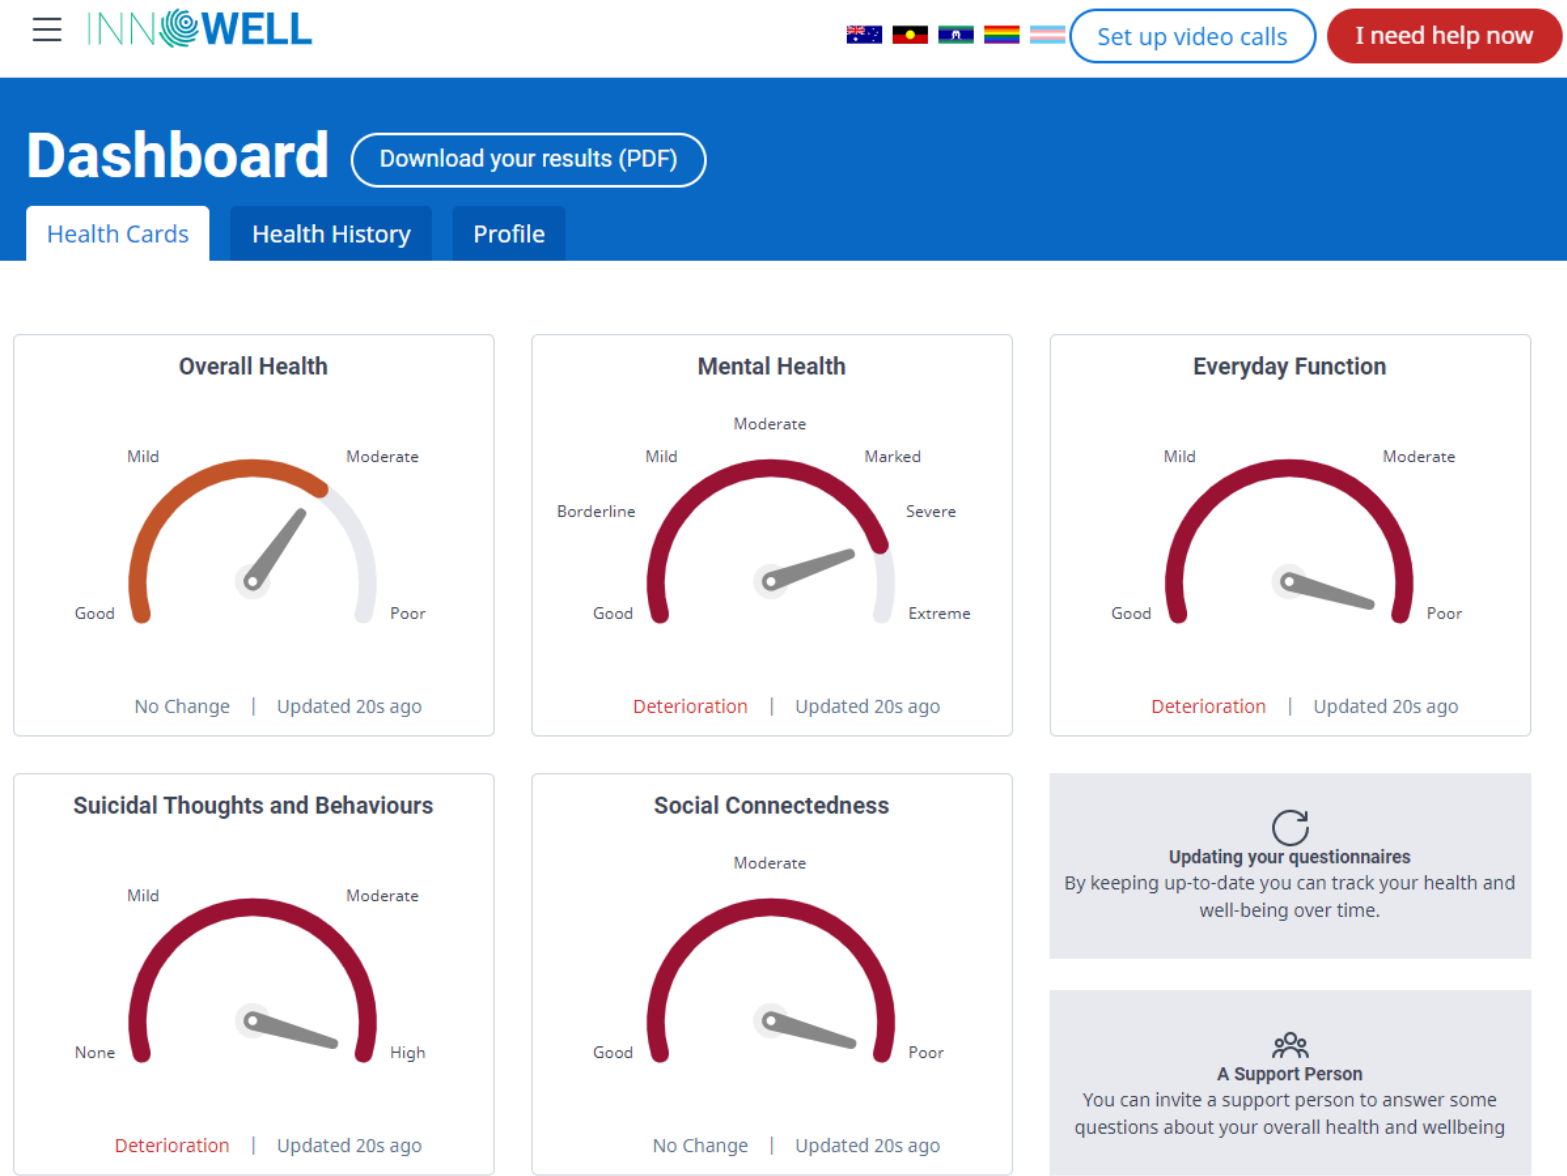 INNOWELL
Set up video calls
I need help now
Dashboard
Download your results (PDF)
Health Cards
Health History
Profile
Overall Health
Mild
Moderate
Good
Poor
No Change | Updated 20s ago
Mental Health
Moderate
Mild
Marked
Borderline
Severe
Good
Extreme
Deterioration | Updated 20s ago
Everyday Function
Mild
Moderate
Good
Poor
Deterioration | Updated 20s ago
Suicidal Thoughts and Behaviours
Mild
Moderate
None
High
Deterioration | Updated 20s ago
Social Connectedness
Moderate
Good
Poor
No Change | Updated 20s ago
Updating your questionnaires
By keeping up-to-date you can track your health and
well-being over time.
A Support Person
You can invite a support person to answer some
questions about your overall health and wellbeing